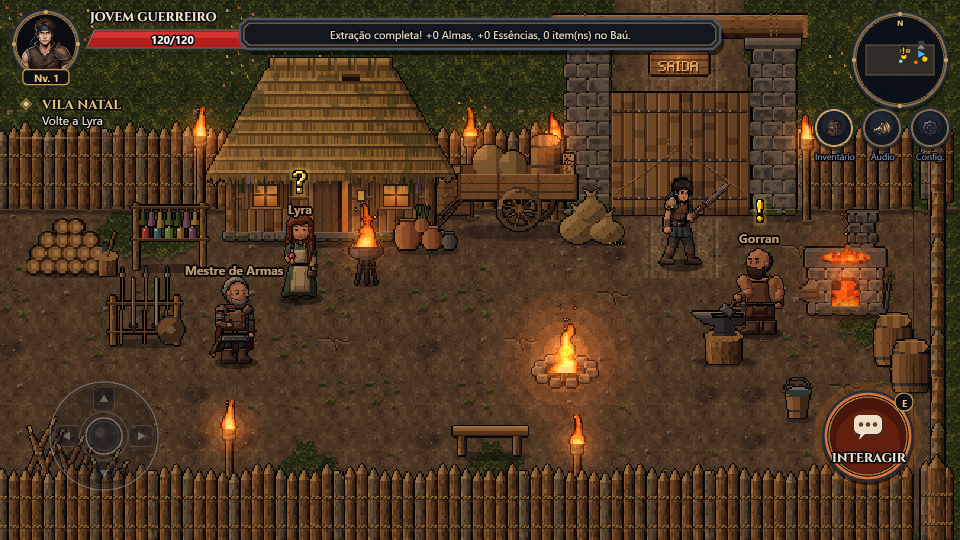 JOVEM GUERREIRO
120/120
Nv. 1
Extração completa! +0 Almas, +0 Essências, 0 item(ns) no Baú.
N
VILA NATAL
Volte a Lyra
SAÍDA
Inventário
Áudio
Config.
?
Lyra
!
Gorran
Mestre de Armas
E
INTERAGIR